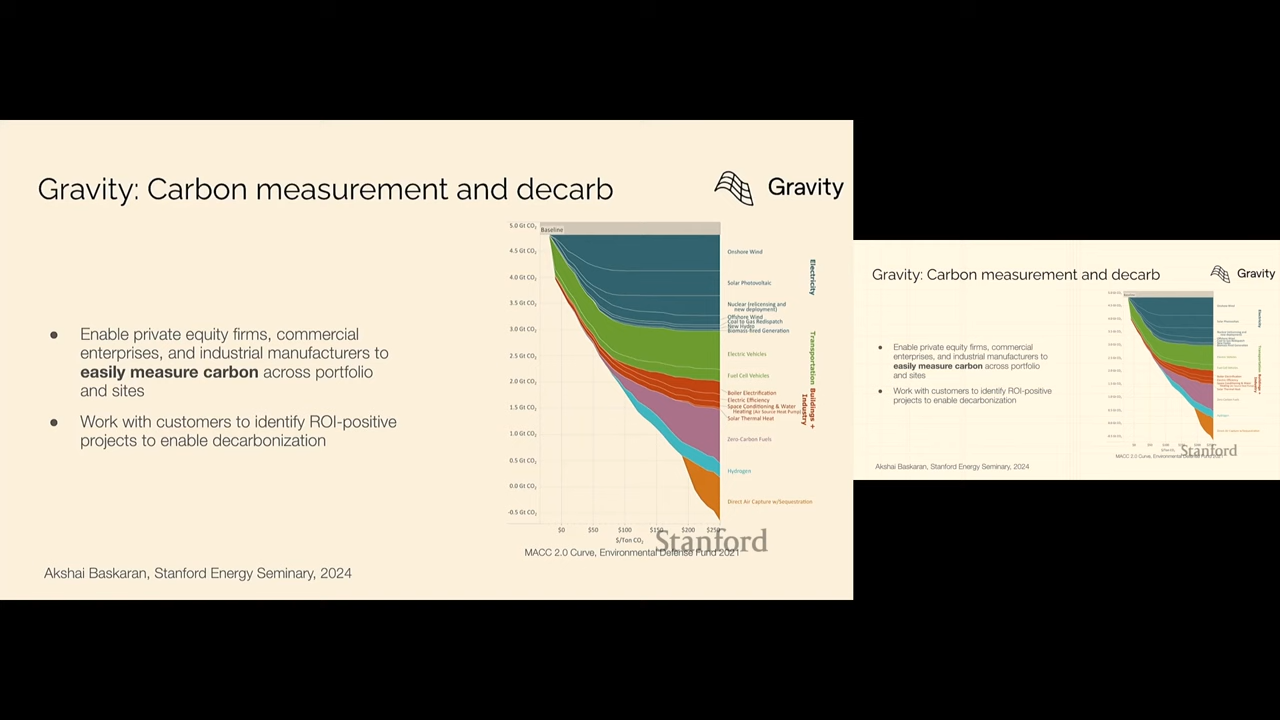 Gravity: Carbon measurement and decarb
Gravity
● Enable private equity firms, commercial
enterprises, and industrial manufacturers to
easily measure carbon across portfolio
and sites
● Work with customers to identify ROI-positive
projects to enable decarbonization
5.0 Gt CO₂
4.5 Gt CO₂
4.0 Gt CO₂
3.5 Gt CO₂
3.0 Gt CO₂
2.5 Gt CO₂
2.0 Gt CO₂
1.5 Gt CO₂
1.0 Gt CO₂
0.5 Gt CO₂
0.0 Gt CO₂
-0.5 Gt CO₂
Baseline
Onshore Wind
Solar Photovoltaic
Nuclear (relicensing and
new deployment)
Offshore Wind
Coal to Gas Redispatch
New Hydro
Biomass-fired Generation
Electric Vehicles
Fuel Cell Vehicles
Boiler Electrification
Electric Efficiency
Space Conditioning & Water
Heating (Air Source Heat Pump)
Solar Thermal Heat
Zero-Carbon Fuels
Hydrogen
Direct Air Capture w/Sequestration
Electricity
Transportation
Buildings +
Industry
$0 $50 $100 $150 $200 $250
$/Ton CO₂
Stanford
MACC 2.0 Curve, Environmental Defense Fund 2021
Akshai Baskaran, Stanford Energy Seminary, 2024
Gravity: Carbon measurement and decarb
Gravity
● Enable private equity firms, commercial
enterprises, and industrial manufacturers to
easily measure carbon across portfolio
and sites
● Work with customers to identify ROI-positive
projects to enable decarbonization
Stanford
MACC 2.0 Curve, Environmental Defense Fund 2021
Akshai Baskaran, Stanford Energy Seminary, 2024